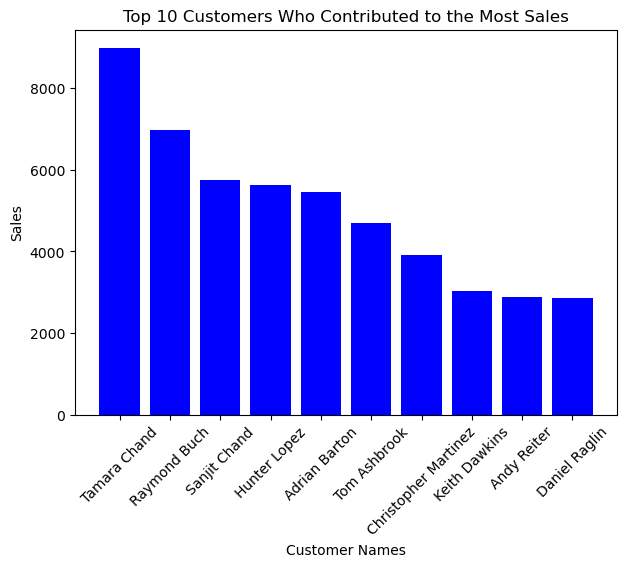 Top 10 Customers Who Contributed to the Most Sales
8000
6000
4000
2000
0
Sales
Tamara Chand
Raymond Buch
Sanjit Chand
Hunter Lopez
Adrian Barton
Tom Ashbrook
Christopher Martinez
Keith Dawkins
Andy Reiter
Daniel Raglin
Customer Names